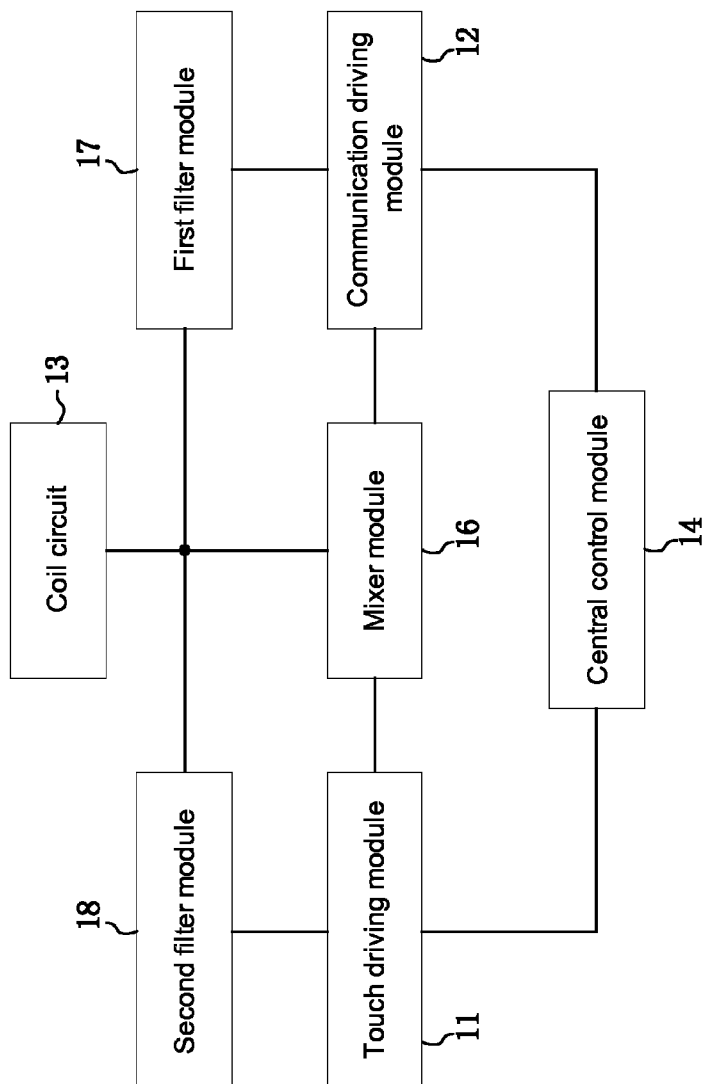 Coil circuit
13
Second filter module
18
First filter module
17
Touch driving module
11
Mixer module
16
Communication driving
module
12
Central control module
14